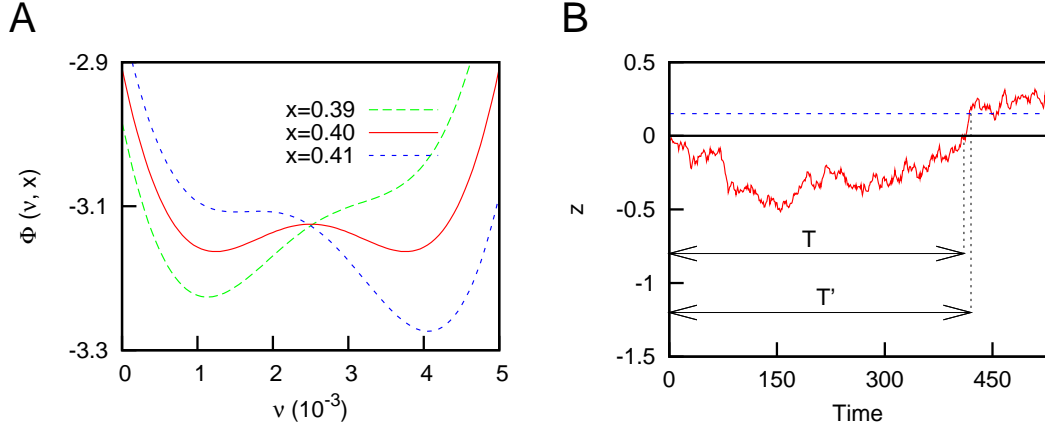 A
-2.9
-3.1
-3.3
Φ (ν, x)
x=0.39
x=0.40
x=0.41
0 1 2 3 4 5
ν (10⁻³)
B
0.5
0
-0.5
-1
-1.5
z
T
T'
0 150 300 450
Time